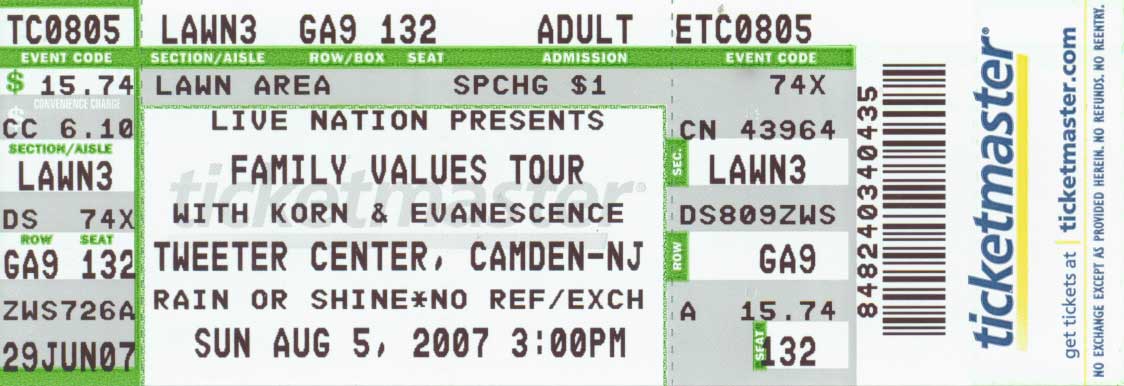 TC0805 LAWN3 GA9 132 ADULT ETC0805
EVENT CODE SECTION/AISLE ROW/BOX SEAT ADMISSION EVENT CODE
$ 15.74 LAWN AREA SPCHG $1 74X
CONVENIENCE CHARGE
CC 6.10
SECTION/AISLE
LAWN3
DS 74X
ROW SEAT
GA9 132
ZWS726A
29JUN07
LIVE NATION PRESENTS
FAMILY VALUES TOUR
WITH KORN & EVANESCENCE
TWEETER CENTER, CAMDEN-NJ
RAIN OR SHINE*NO REF/EXCH
SUN AUG 5, 2007 3:00PM
ticketmaster®
CN 43964
SEC. LAWN3
DS809ZWS
ROW GA9
A 15.74
SEAT 132
848240340435
ticketmaster®
get tickets at ticketmaster.com
NO EXCHANGE EXCEPT AS PROVIDED HEREIN, NO REFUNDS, NO REENTRY.